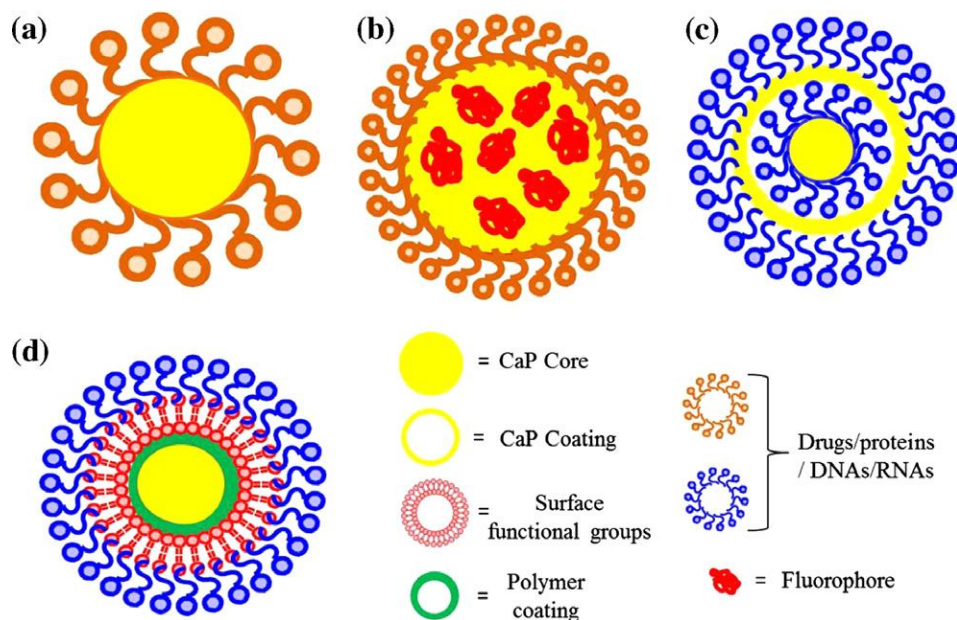 (a)
(b)
(c)
(d)
= CaP Core
= CaP Coating
= Surface
functional groups
= Polymer
coating
Drugs/proteins
/ DNAs/RNAs
= Fluorophore